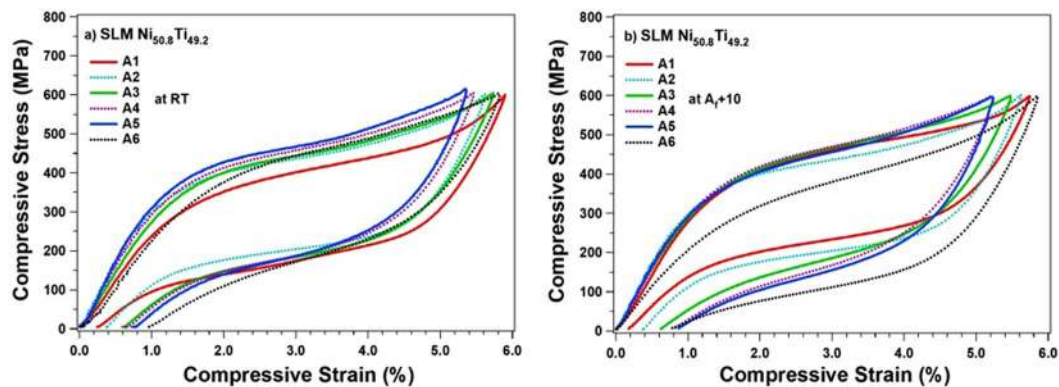 a) SLM Ni50.8Ti49.2
A1
A2
A3
A4
A5
A6
at RT
Compressive Stress (MPa)
800
700
600
500
400
300
200
100
0
0.0 1.0 2.0 3.0 4.0 5.0 6.0
Compressive Strain (%)
b) SLM Ni50.8Ti49.2
A1
A2
A3
A4
A5
A6
at Af+10
Compressive Stress (MPa)
800
700
600
500
400
300
200
100
0
0.0 1.0 2.0 3.0 4.0 5.0 6.0
Compressive Strain (%)